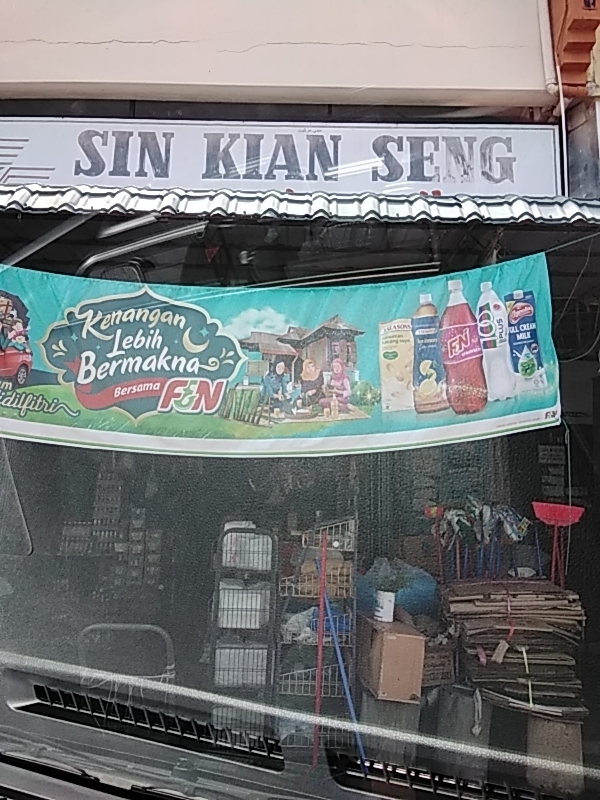 SIN KIAN SENG
Kenangan
Lebih
Bermakna
Bersama F&N
F&N
FULL CREAM
MILK
F&N